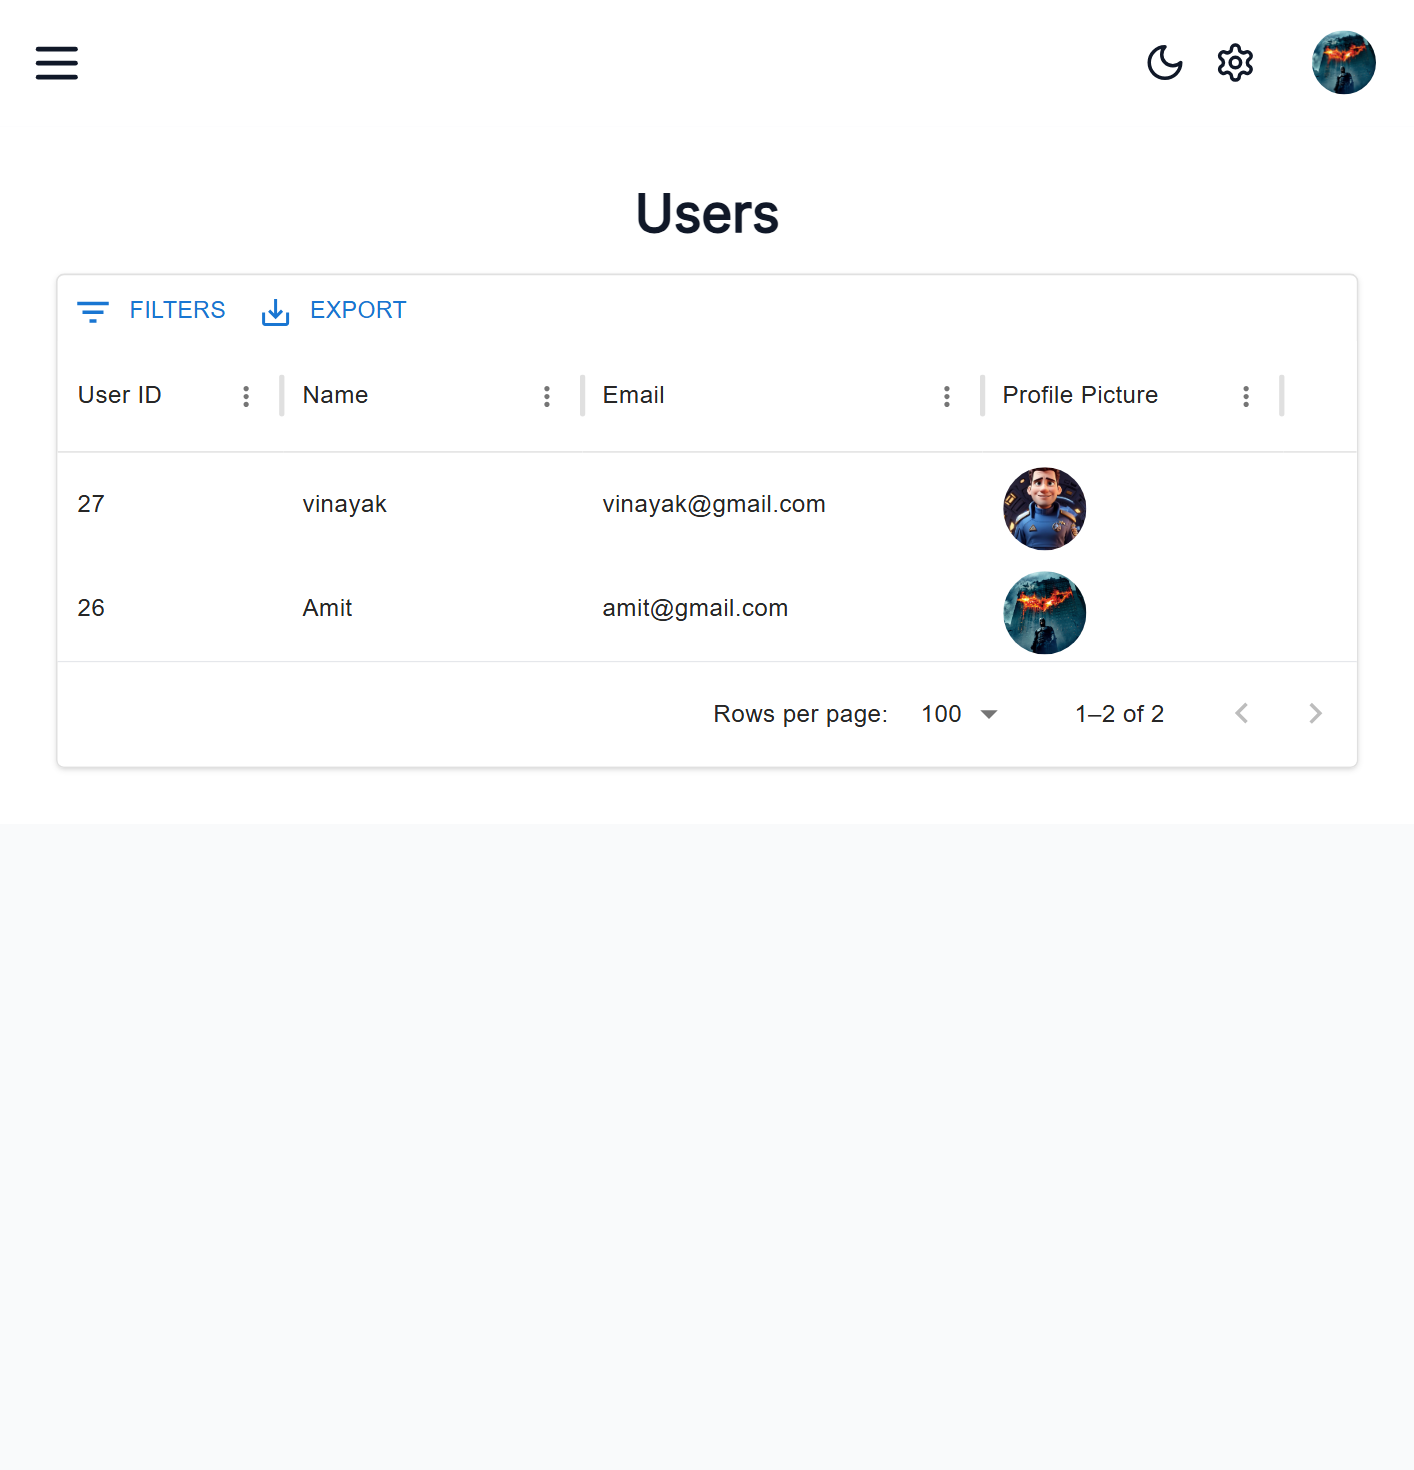 Users
FILTERS EXPORT
User ID Name Email Profile Picture
27 vinayak vinayak@gmail.com
26 Amit amit@gmail.com
Rows per page: 100 1–2 of 2